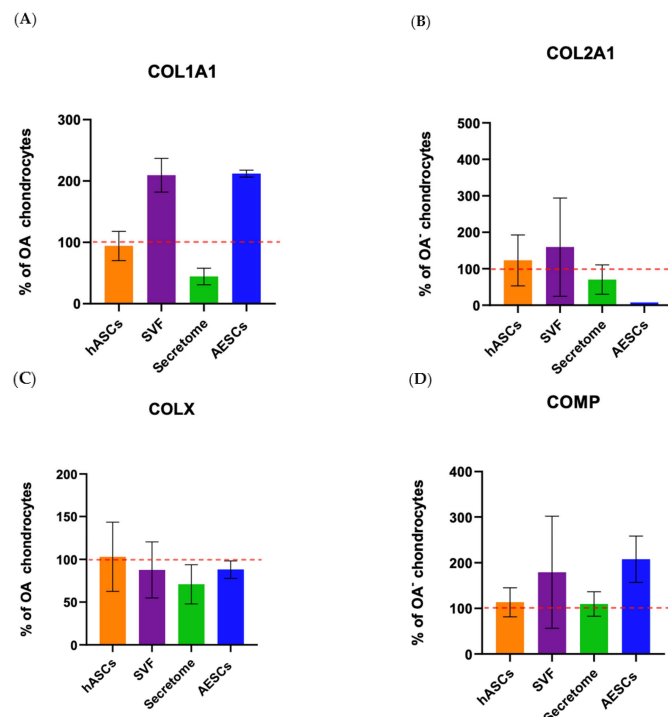 (A)
COL1A1
% of OA⁻ chondrocytes
300
200
100
0
hASCs
SVF
Secretome
AESCs
(B)
COL2A1
% of OA⁻ chondrocytes
500
400
300
200
100
0
hASCs
SVF
Secretome
AESCs
(C)
COLX
% of OA⁻ chondrocytes
200
150
100
50
0
hASCs
SVF
Secretome
AESCs
(D)
COMP
% of OA⁻ chondrocytes
400
300
200
100
0
hASCs
SVF
Secretome
AESCs